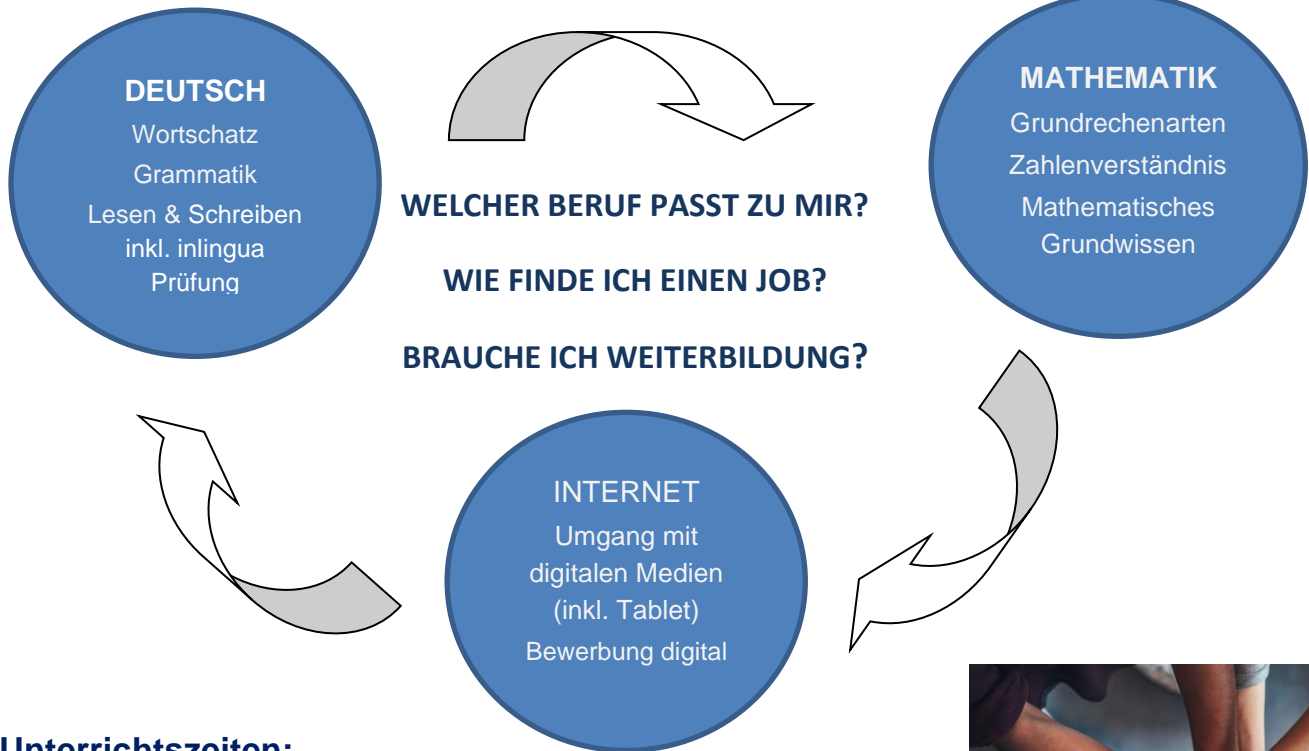 DEUTSCH
Wortschatz
Grammatik
Lesen & Schreiben
inkl. inlingua
Prüfung
MATHEMATIK
Grundrechenarten
Zahlenverständnis
Mathematisches
Grundwissen
WELCHER BERUF PASST ZU MIR?
WIE FINDE ICH EINEN JOB?
BRAUCHE ICH WEITERBILDUNG?
INTERNET
Umgang mit
digitalen Medien
(inkl. Tablet)
Bewerbung digital
Unterrichtszeiten: